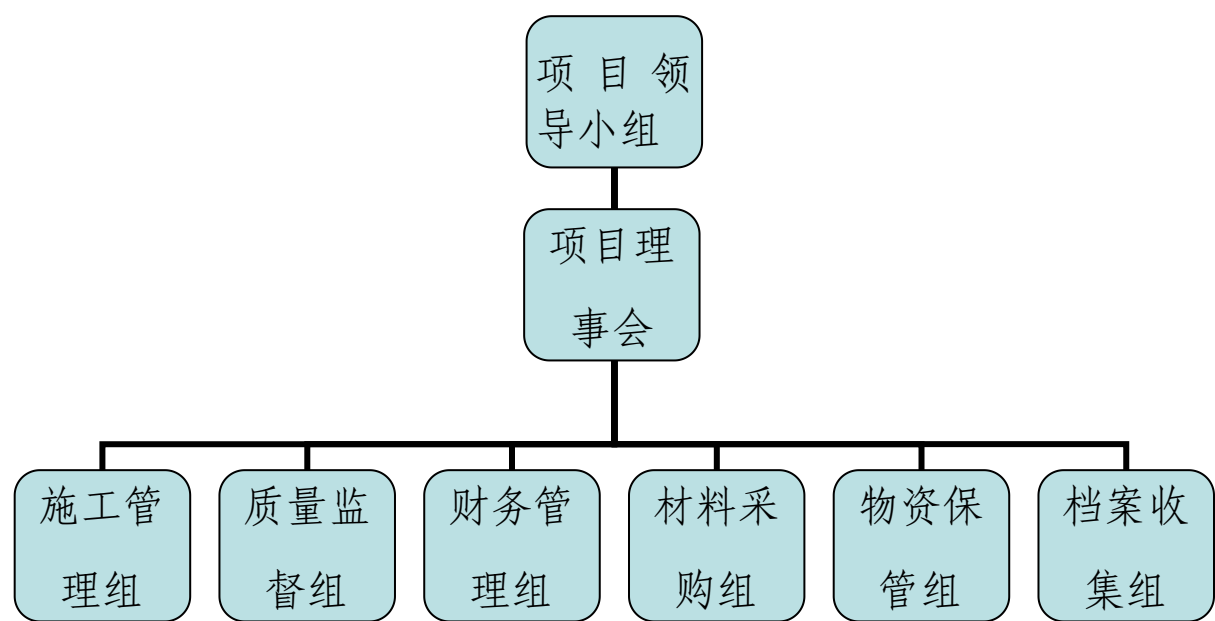 项目领
导小组
项目理
事会
施工管
理组
质量监
督组
财务管
理组
材料采
购组
物资保
管组
档案收
集组